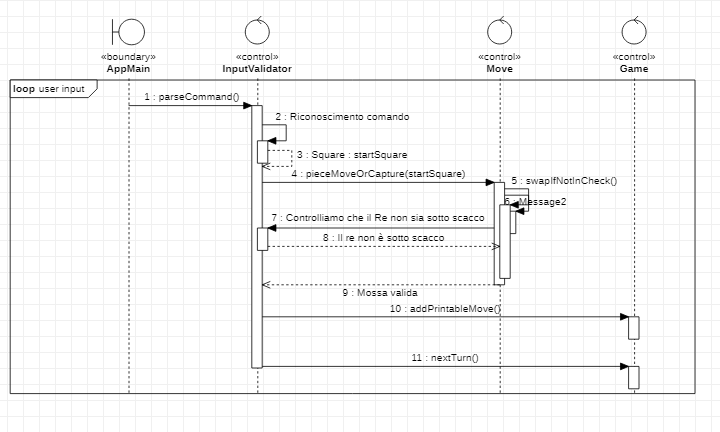 «boundary»
AppMain
«control»
InputValidator
«control»
Move
«control»
Game
loop user input
1 : parseCommand()
2 : Riconoscimento comando
3 : Square : startSquare
4 : pieceMoveOrCapture(startSquare)
5 : swapIfNotInCheck()
6 : Message2
7 : Controlliamo che il Re non sia sotto scacco
8 : Il re non è sotto scacco
9 : Mossa valida
10 : addPrintableMove()
11 : nextTurn()